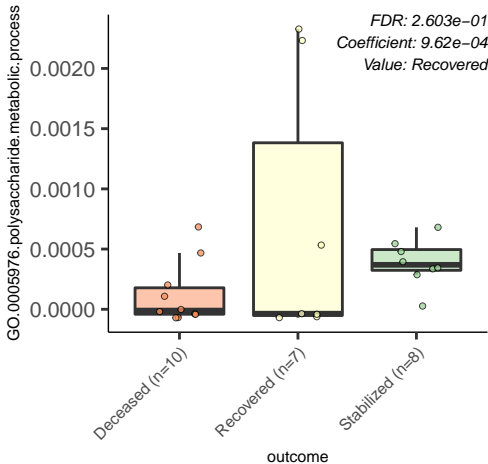 FDR: 2.603e−01
Coefficient: 9.62e−04
Value: Recovered
GO.0005976.polysaccharide.metabolic.process
0.0020
0.0015
0.0010
0.0005
0.0000
Deceased (n=10)
Recovered (n=7)
Stabilized (n=8)
outcome